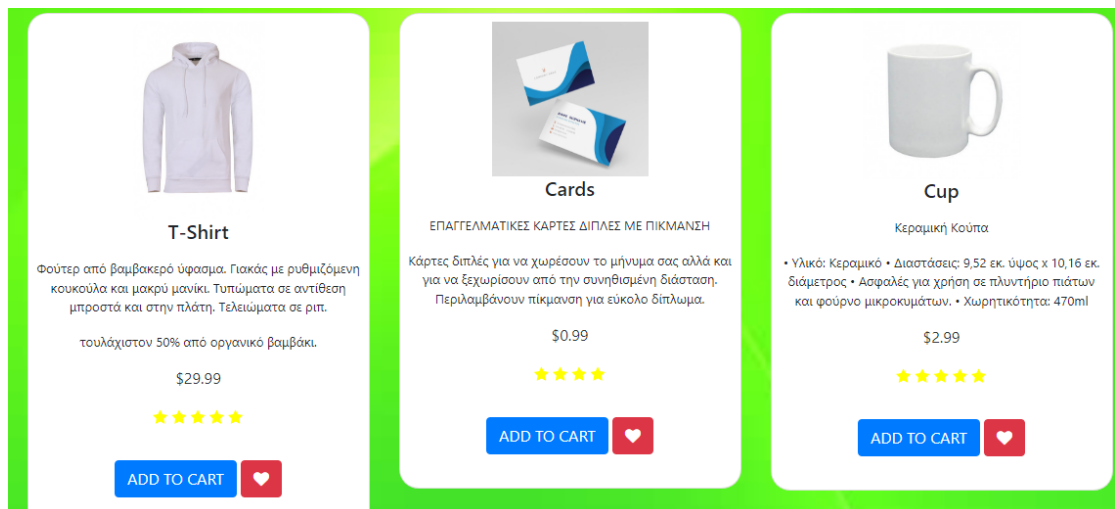 T-Shirt
Φούτερ από βαμβακερό ύφασμα. Γιακάς με ρυθμιζόμενη
κουκούλα και μακρύ μανίκι. Τυπώματα σε αντίθεση
μπροστά και στην πλάτη. Τελειώματα σε ριπ.
τουλάχιστον 50% από οργανικό βαμβάκι.
$29.99
ADD TO CART
Cards
ΕΠΑΓΓΕΛΜΑΤΙΚΕΣ ΚΑΡΤΕΣ ΔΙΠΛΕΣ ΜΕ ΠΙΚΜΑΝΣΗ
Κάρτες διπλές για να χωρέσουν το μήνυμα σας αλλά και
για να ξεχωρίσουν από την συνηθισμένη διάσταση.
Περιλαμβάνουν πίκμανση για εύκολο δίπλωμα.
$0.99
ADD TO CART
Cup
Κεραμική Κούπα
• Υλικό: Κεραμικό • Διαστάσεις: 9,52 εκ. ύψος x 10,16 εκ.
διάμετρος • Ασφαλές για χρήση σε πλυντήριο πιάτων
και φούρνο μικροκυμάτων. • Χωρητικότητα: 470ml
$2.99
ADD TO CART